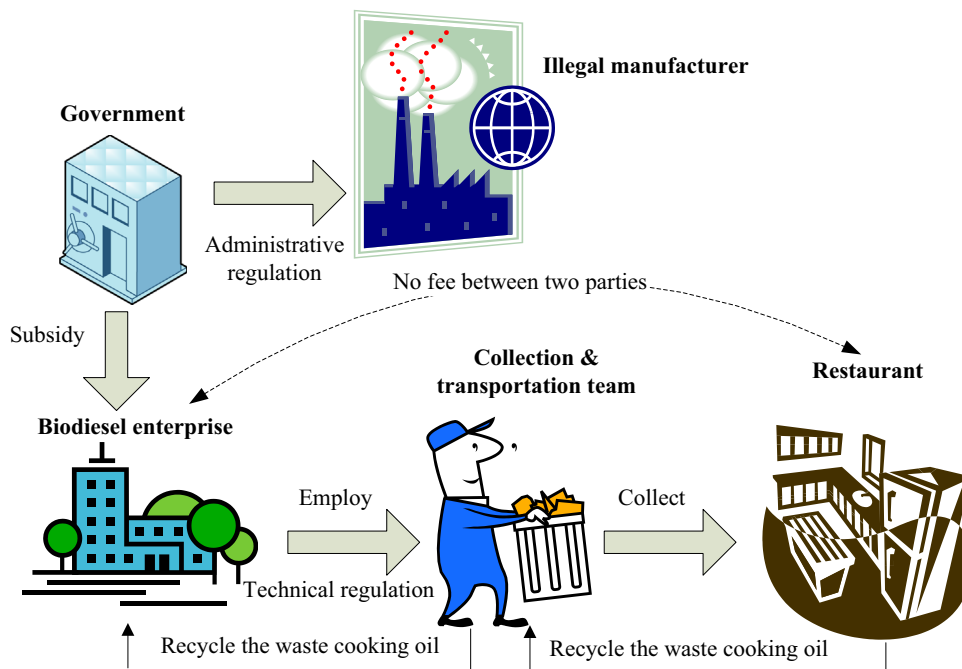 Illegal manufacturer
Government
Administrative
regulation
No fee between two parties
Subsidy
Collection &
transportation team
Restaurant
Biodiesel enterprise
Employ
Collect
Technical regulation
Recycle the waste cooking oil
Recycle the waste cooking oil